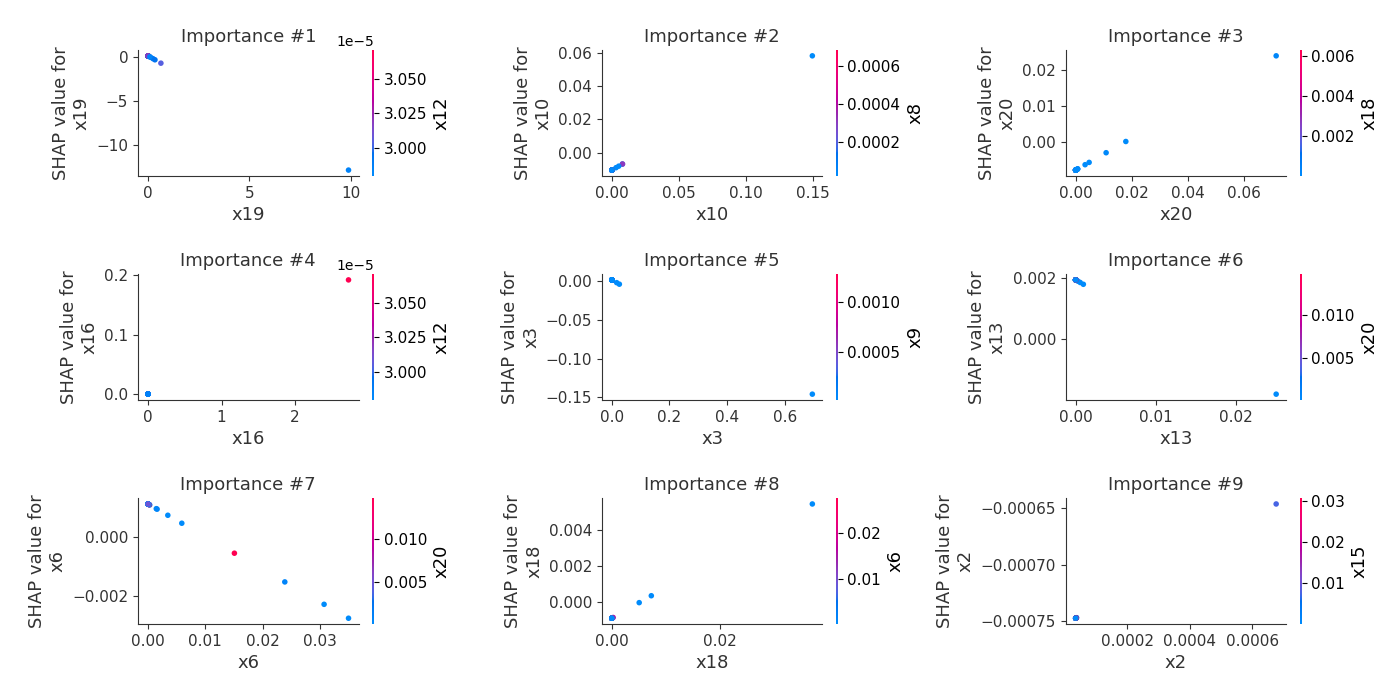 Importance #1
1e−5
0
−5
−10
SHAP value for
x19
0
5
10
x19
3.050
3.000
x12
Importance #2
0.06
0.04
0.02
0.00
SHAP value for
x10
0.00
0.05
0.10
0.15
x10
0.0006
0.0004
0.0002
x8
Importance #3
0.02
0.01
0.00
SHAP value for
x20
0.00
0.02
0.04
0.06
x20
0.006
0.004
0.002
x18
Importance #4
1e−5
0.2
0.1
0.0
SHAP value for
x16
0
1
2
x16
3.050
3.000
x12
Importance #5
0.00
−0.05
−0.10
−0.15
SHAP value for
x3
0.0
0.2
0.4
0.6
x3
0.0010
0.0005
x9
Importance #6
0.002
0.000
SHAP value for
x13
0.00
0.01
0.02
x13
0.010
0.005
x20
Importance #7
0.000
−0.002
SHAP value for
x6
0.00
0.01
0.02
0.03
x6
0.010
0.005
x20
Importance #8
0.004
0.002
0.000
SHAP value for
x18
0.00
0.02
x18
0.02
0.01
x6
Importance #9
−0.00065
−0.00070
−0.00075
SHAP value for
x2
0.0002
0.0004
0.0006
x2
0.03
0.02
0.01
x15